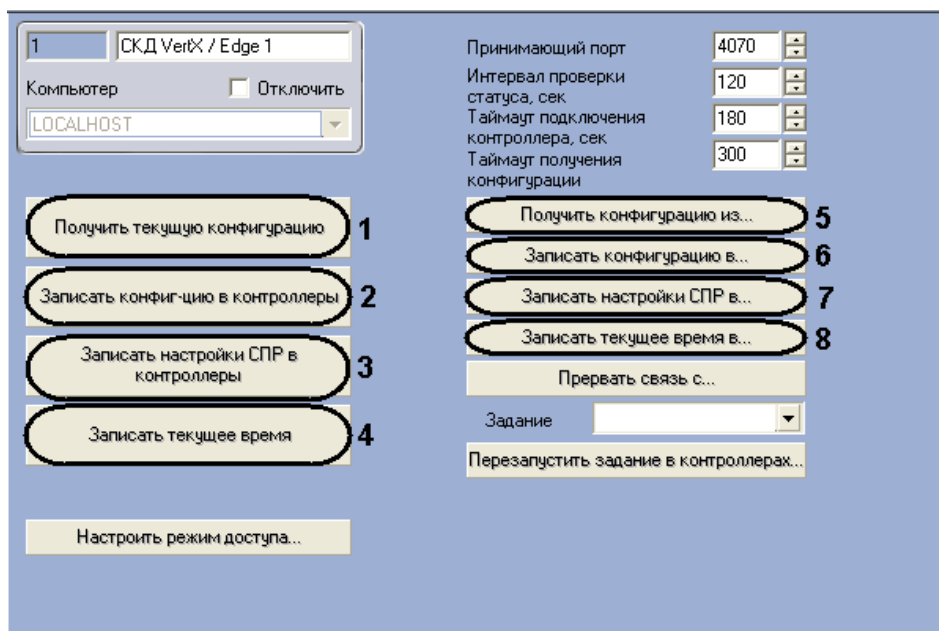 1
СКД VertX / Edge 1
Компьютер
Отключить
LOCALHOST
Получить текущую конфигурацию
1
Записать конфиг-цию в контроллеры
2
Записать настройки СПР в
контроллеры
3
Записать текущее время
4
Настроить режим доступа...
Принимающий порт
4070
Интервал проверки
статуса, сек
120
Таймаут подключения
контроллера, сек
180
Таймаут получения
конфигурации
300
Получить конфигурацию из...
5
Записать конфигурацию в...
6
Записать настройки СПР в...
7
Записать текущее время в...
8
Прервать связь с...
Задание
Перезапустить задание в контроллерах...